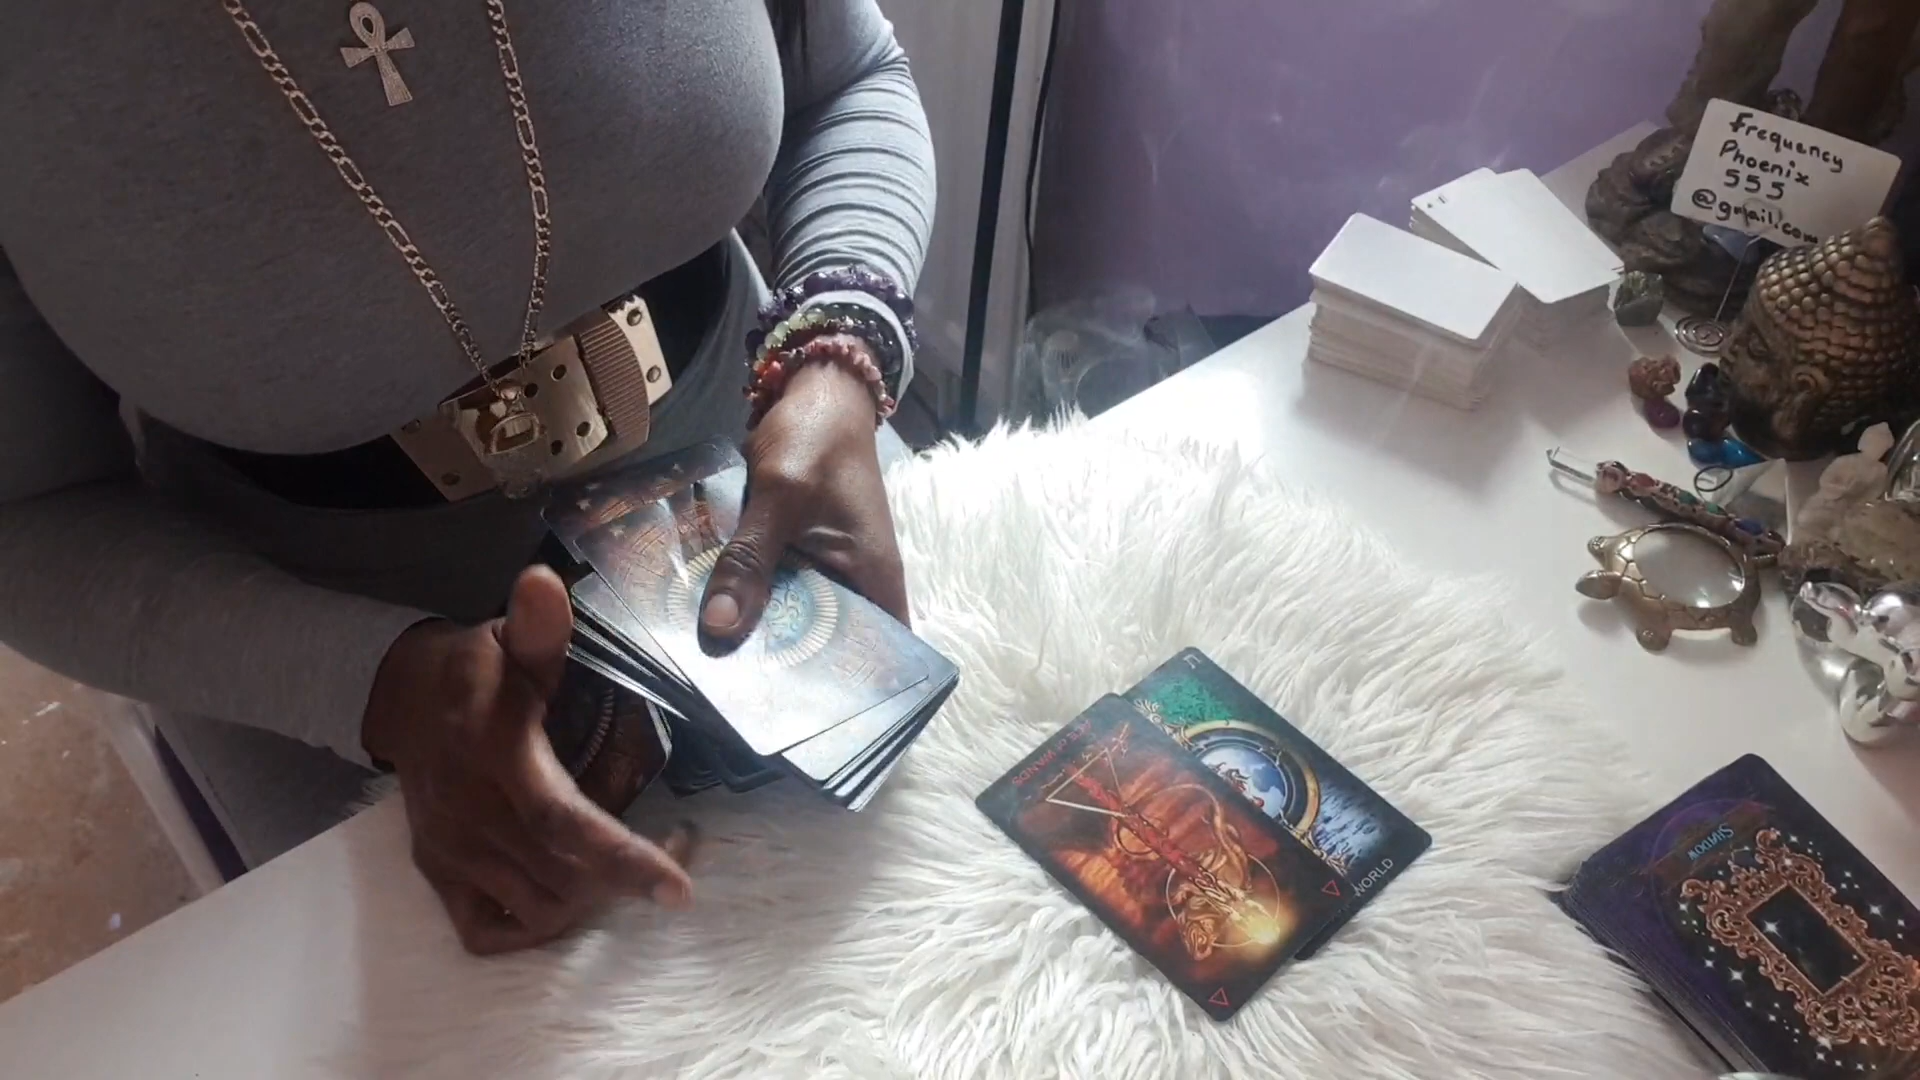 frequency
Phoenix
555
@gmail.com
ACE of WANDS
WORLD
SHADOW